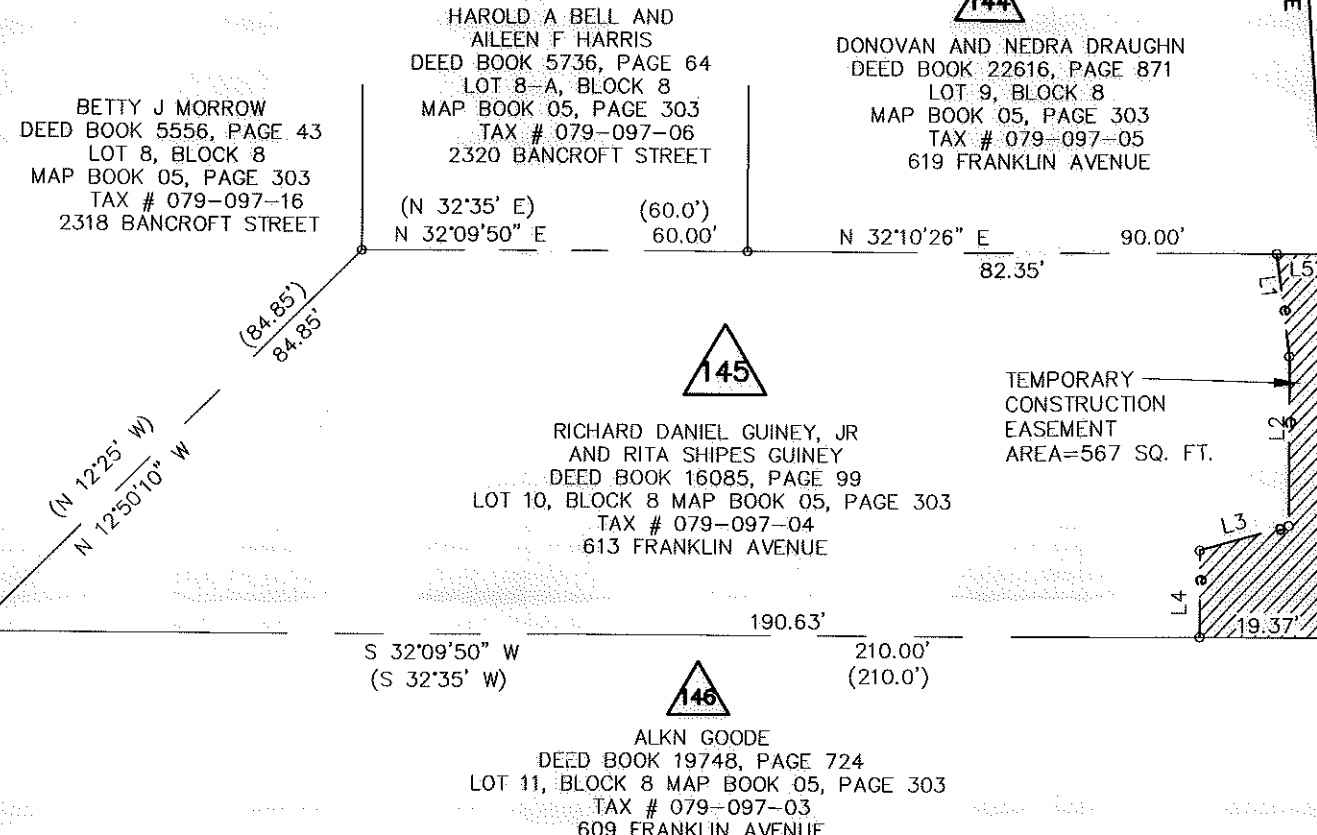 HAROLD A BELL AND
AILEEN F HARRIS
DEED BOOK 5736, PAGE 64
LOT 8-A, BLOCK 8
MAP BOOK 05, PAGE 303
TAX # 079-097-06
2320 BANCROFT STREET
144
DONOVAN AND NEDRA DRAUGHN
DEED BOOK 22616, PAGE 871
LOT 9, BLOCK 8
MAP BOOK 05, PAGE 303
TAX # 079-097-05
619 FRANKLIN AVENUE
E
BETTY J MORROW
DEED BOOK 5556, PAGE 43
LOT 8, BLOCK 8
MAP BOOK 05, PAGE 303
TAX # 079-097-16
2318 BANCROFT STREET
(N 32°35' E) (60.0')
N 32°09'50" E 60.00'
N 32°10'26" E 90.00'
82.35'
L5
L1
(84.85')
84.85'
145
TEMPORARY
CONSTRUCTION
EASEMENT
AREA=567 SQ. FT.
L2
(N 12°25' W)
N 12°50'10" W
RICHARD DANIEL GUINEY, JR
AND RITA SHIPES GUINEY
DEED BOOK 16085, PAGE 99
LOT 10, BLOCK 8 MAP BOOK 05, PAGE 303
TAX # 079-097-04
613 FRANKLIN AVENUE
L3
L4
19.37'
190.63'
S 32°09'50" W 210.00'
(S 32°35' W) (210.0')
146
ALKN GOODE
DEED BOOK 19748, PAGE 724
LOT 11, BLOCK 8 MAP BOOK 05, PAGE 303
TAX # 079-097-03
609 FRANKLIN AVENUE